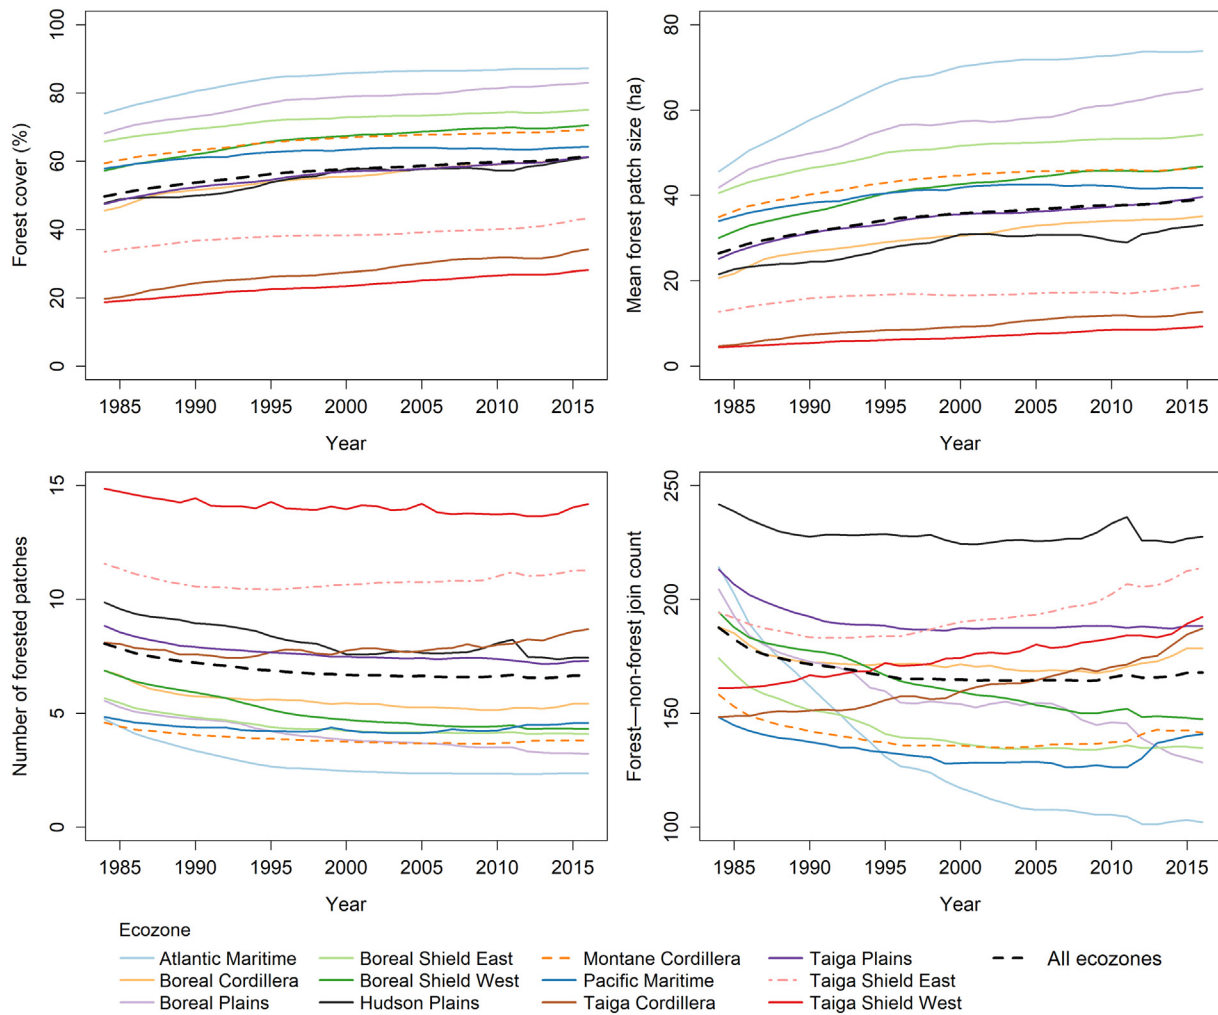 Forest cover (%)
100
80
60
40
20
0
1985 1990 1995 2000 2005 2010 2015
Year
Mean forest patch size (ha)
80
60
40
20
0
1985 1990 1995 2000 2005 2010 2015
Year
Number of forested patches
15
10
5
0
1985 1990 1995 2000 2005 2010 2015
Year
Forest—non-forest join count
250
200
150
100
1985 1990 1995 2000 2005 2010 2015
Year
Ecozone
Atlantic Maritime Boreal Shield East Montane Cordillera Taiga Plains All ecozones
Boreal Cordillera Boreal Shield West Pacific Maritime Taiga Shield East
Boreal Plains Hudson Plains Taiga Cordillera Taiga Shield West